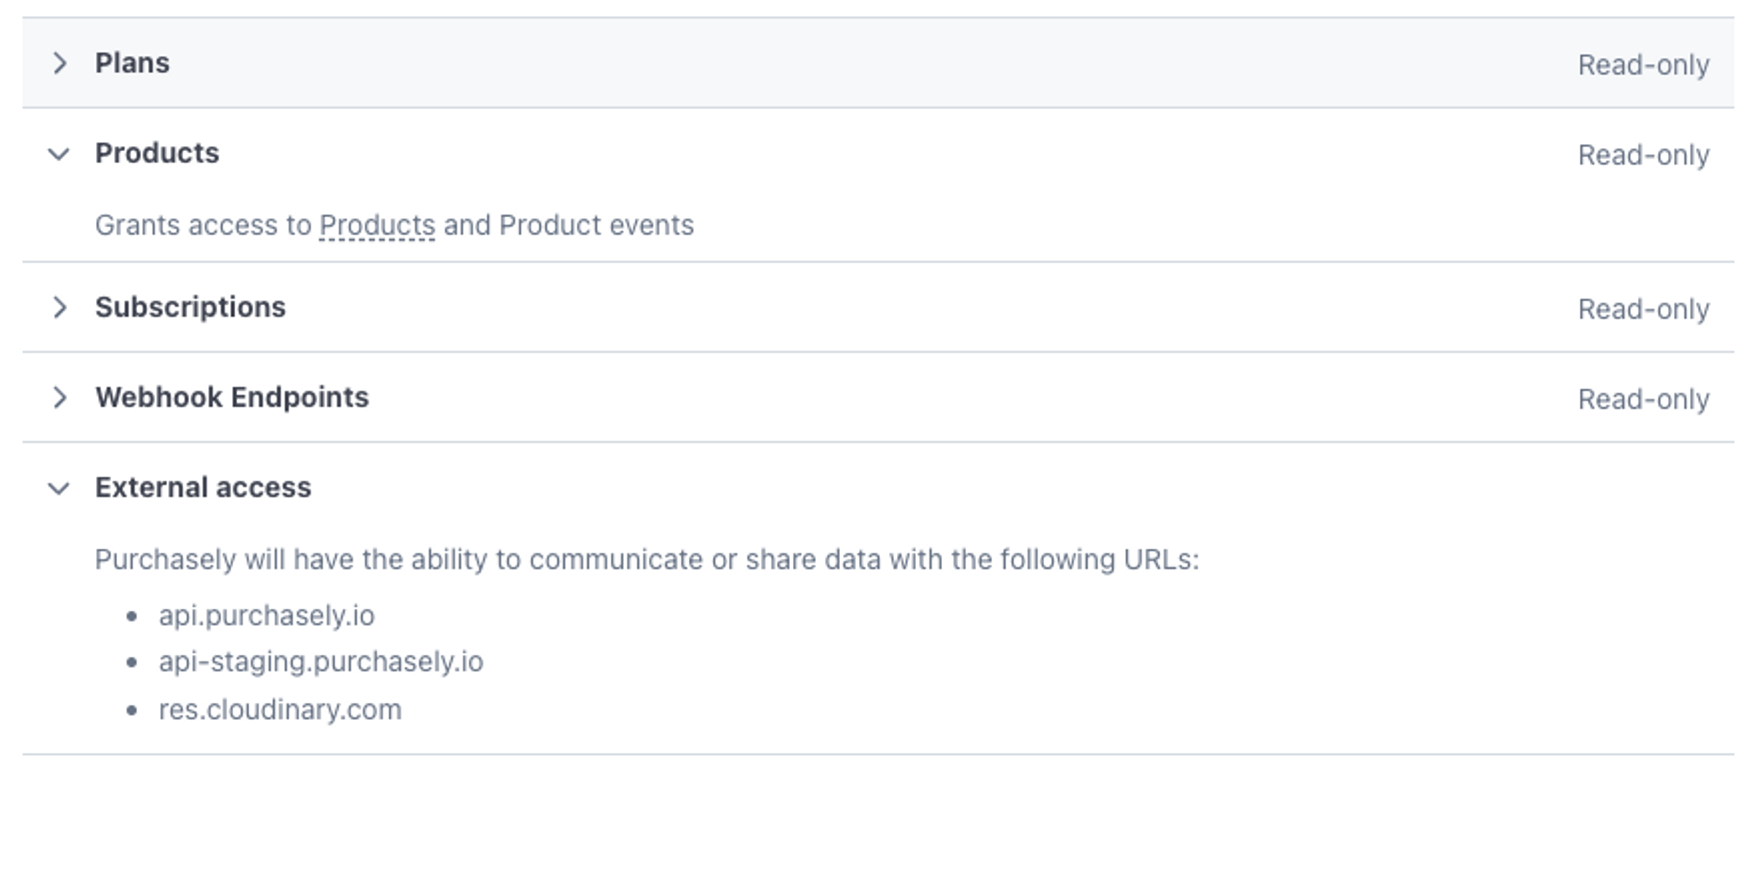 Plans Read-only
Products Read-only
Grants access to Products and Product events
Subscriptions Read-only
Webhook Endpoints Read-only
External access
Purchasely will have the ability to communicate or share data with the following URLs:
• api.purchasely.io
• api-staging.purchasely.io
• res.cloudinary.com